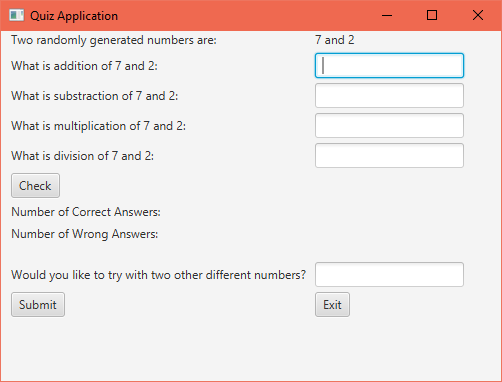 Quiz Application
Two randomly generated numbers are: 7 and 2
What is addition of 7 and 2:
What is substraction of 7 and 2:
What is multiplication of 7 and 2:
What is division of 7 and 2:
Check
Number of Correct Answers:
Number of Wrong Answers:
Would you like to try with two other different numbers?
Submit Exit